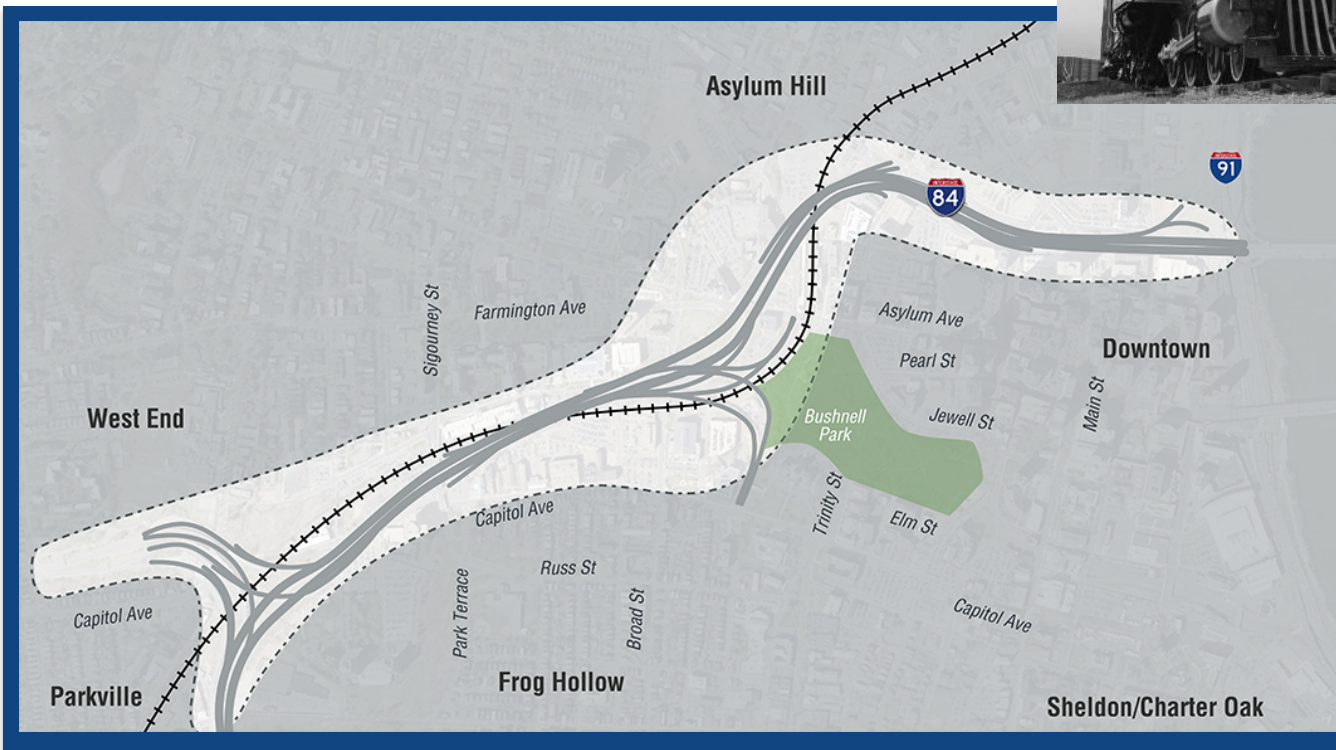 Asylum Hill
INTERSTATE
91
INTERSTATE
84
Sigourney St
Farmington Ave
Asylum Ave
Downtown
Pearl St
Main St
West End
Bushnell
Park
Jewell St
Trinity St
Elm St
Capitol Ave
Russ St
Park Terrace
Broad St
Capitol Ave
Capitol Ave
Parkville
Frog Hollow
Sheldon/Charter Oak